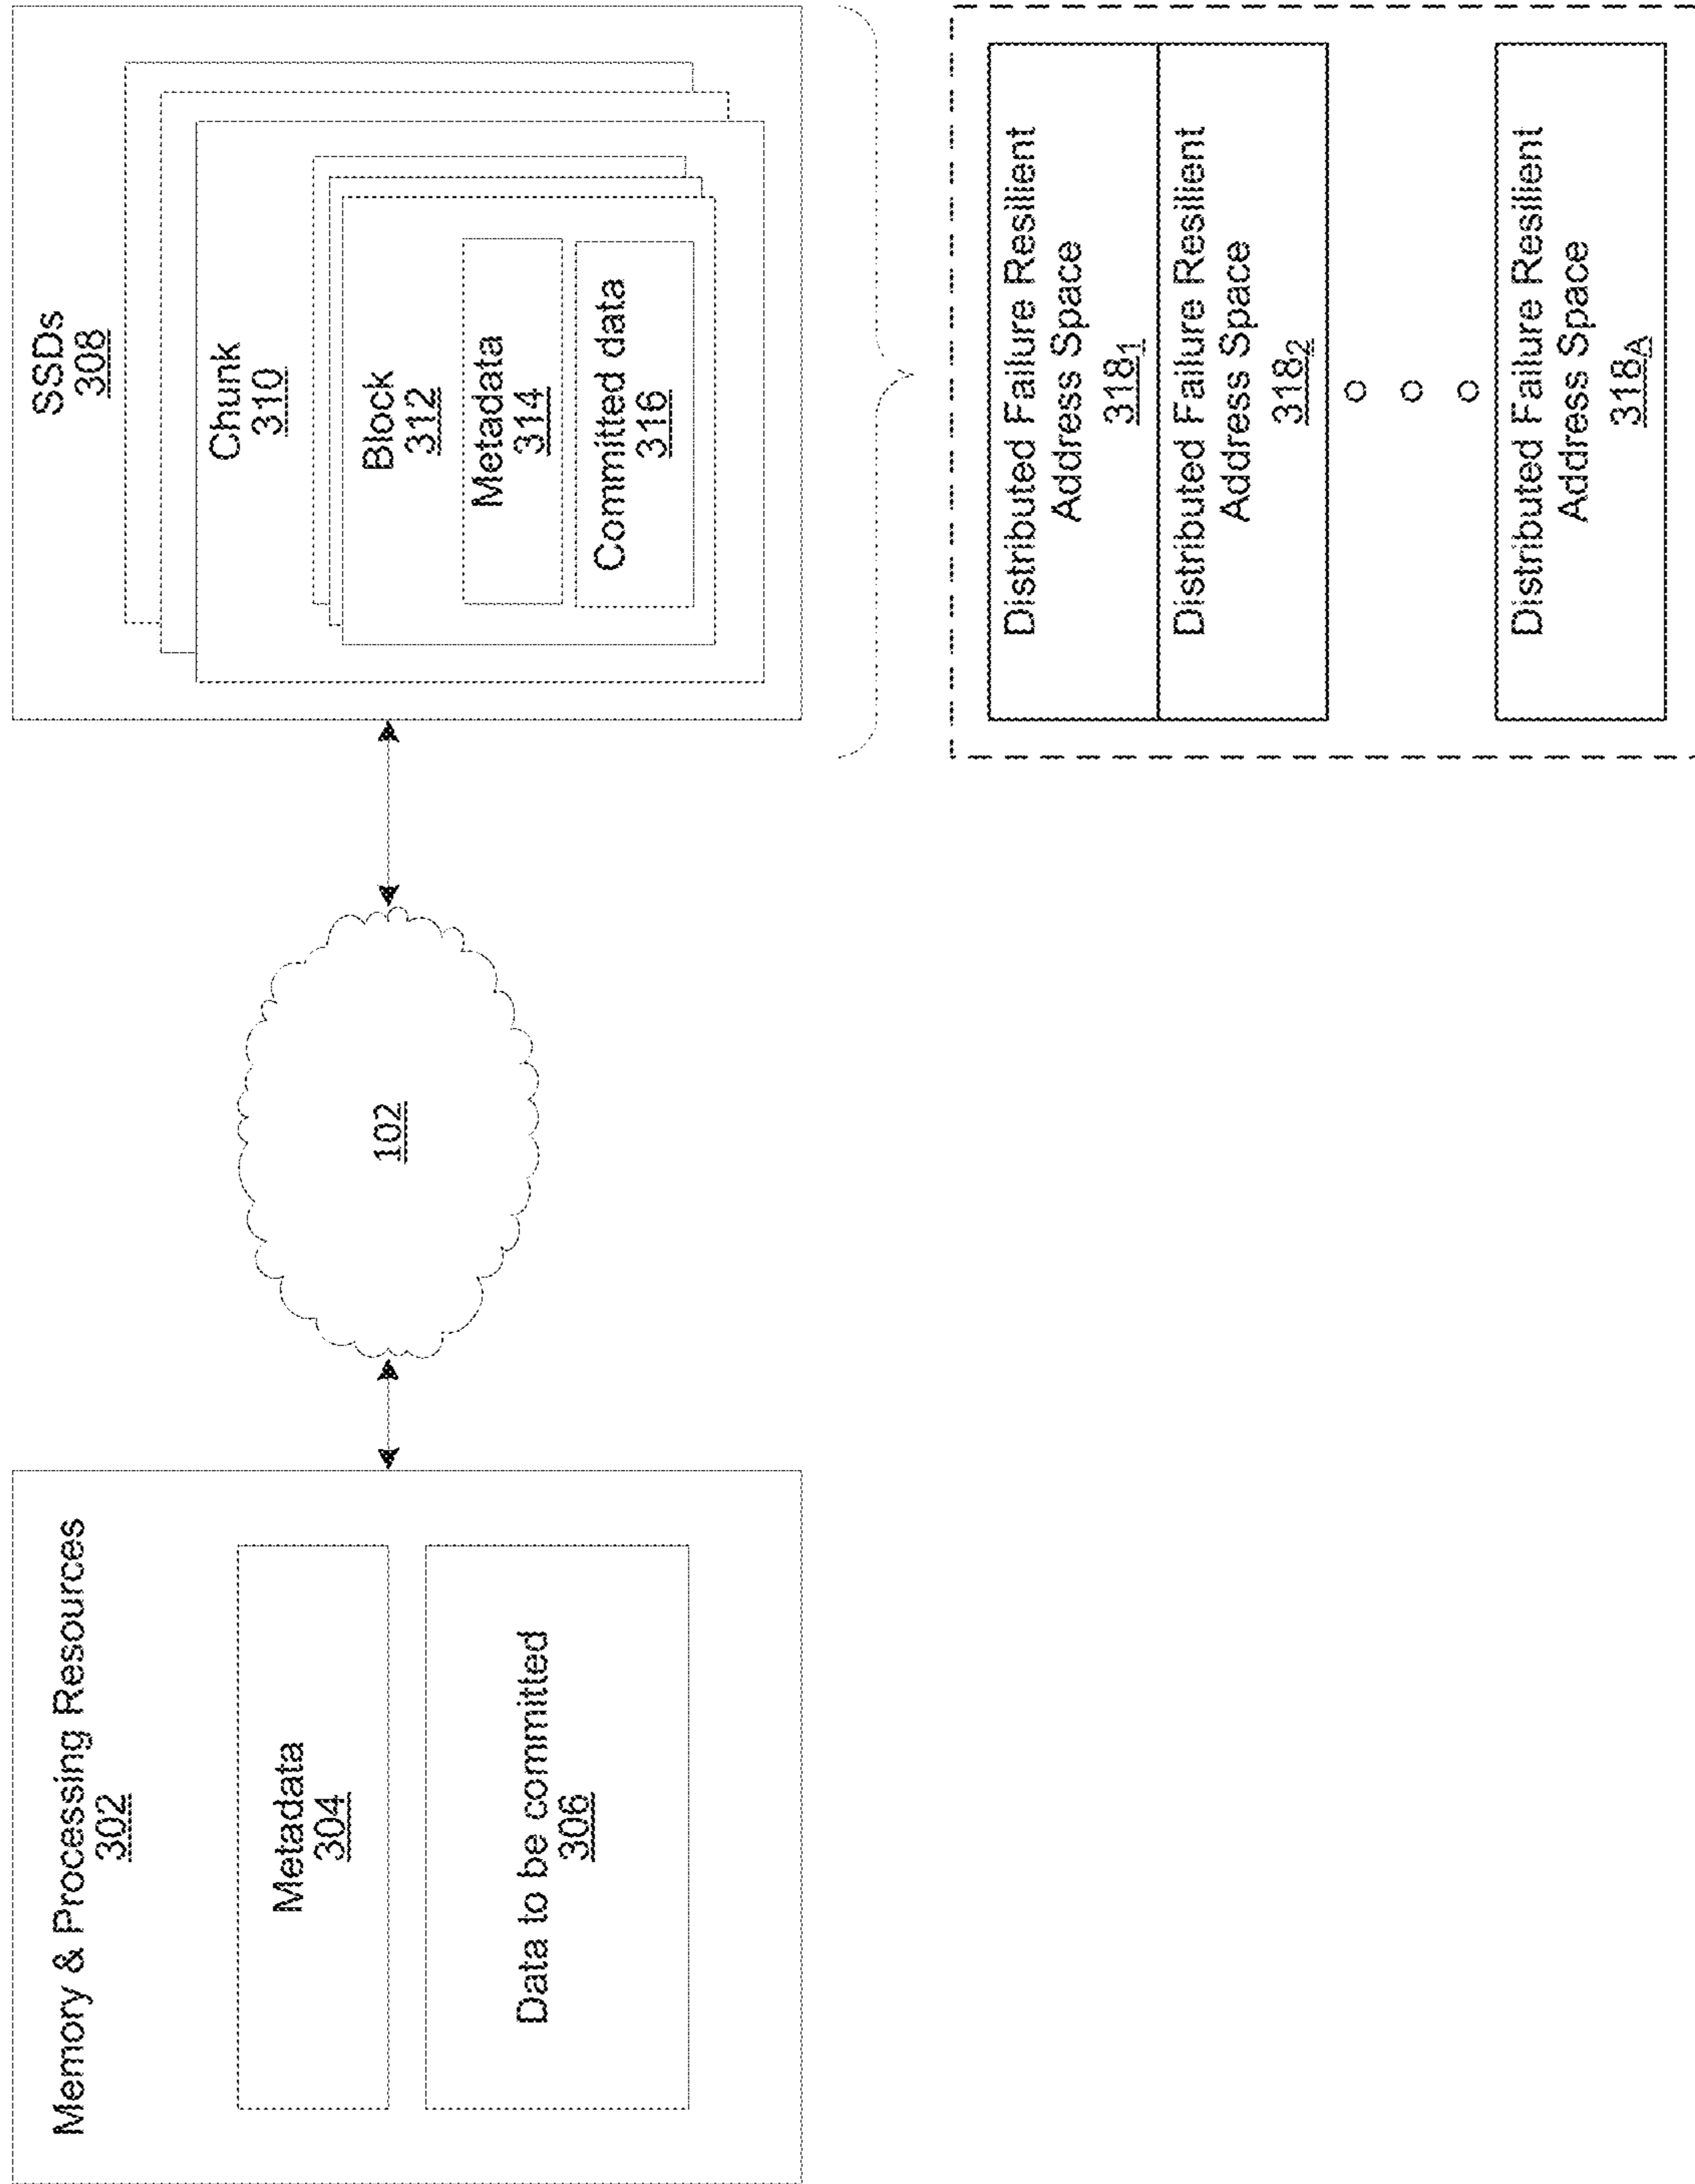 Memory & Processing Resources
302
Metadata
304
Data to be committed
306
102
SSDs
308
Chunk
310
Block
312
Metadata
314
Committed data
316
Distributed Failure Resilient
Address Space
318₁
Distributed Failure Resilient
Address Space
318₂
Distributed Failure Resilient
Address Space
318A